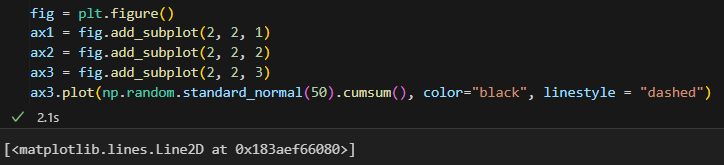 fig = plt.figure()
ax1 = fig.add_subplot(2, 2, 1)
ax2 = fig.add_subplot(2, 2, 2)
ax3 = fig.add_subplot(2, 2, 3)
ax3.plot(np.random.standard_normal(50).cumsum(), color="black", linestyle = "dashed")
2.1s
[<matplotlib.lines.Line2D at 0x183aef66080>]